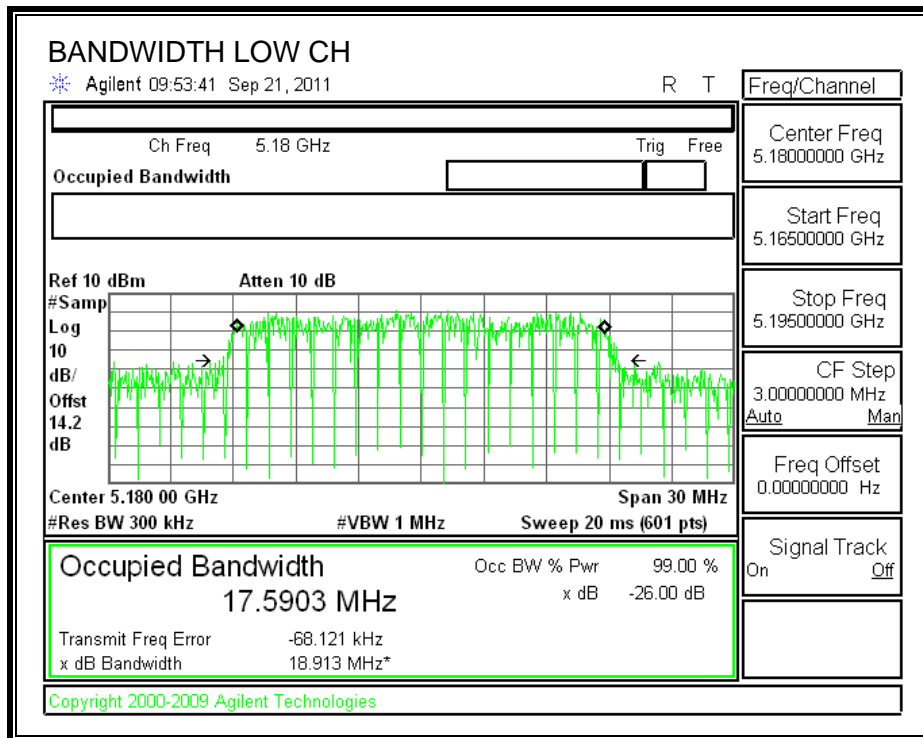 BANDWIDTH LOW CH
Agilent 09:53:41 Sep 21, 2011 R T
Freq/Channel
Ch Freq 5.18 GHz Trig Free
Occupied Bandwidth
Center Freq
5.18000000 GHz
Start Freq
5.16500000 GHz
Stop Freq
5.19500000 GHz
CF Step
3.00000000 MHz
Auto Man
Freq Offset
0.00000000 Hz
Signal Track
On Off
Ref 10 dBm Atten 10 dB
#Samp
Log
10
dB/
Offst
14.2
dB
Center 5.180 00 GHz Span 30 MHz
#Res BW 300 kHz #VBW 1 MHz Sweep 20 ms (601 pts)
Occupied Bandwidth Occ BW % Pwr 99.00 %
17.5903 MHz x dB -26.00 dB
Transmit Freq Error -68.121 kHz
x dB Bandwidth 18.913 MHz*
Copyright 2000-2009 Agilent Technologies